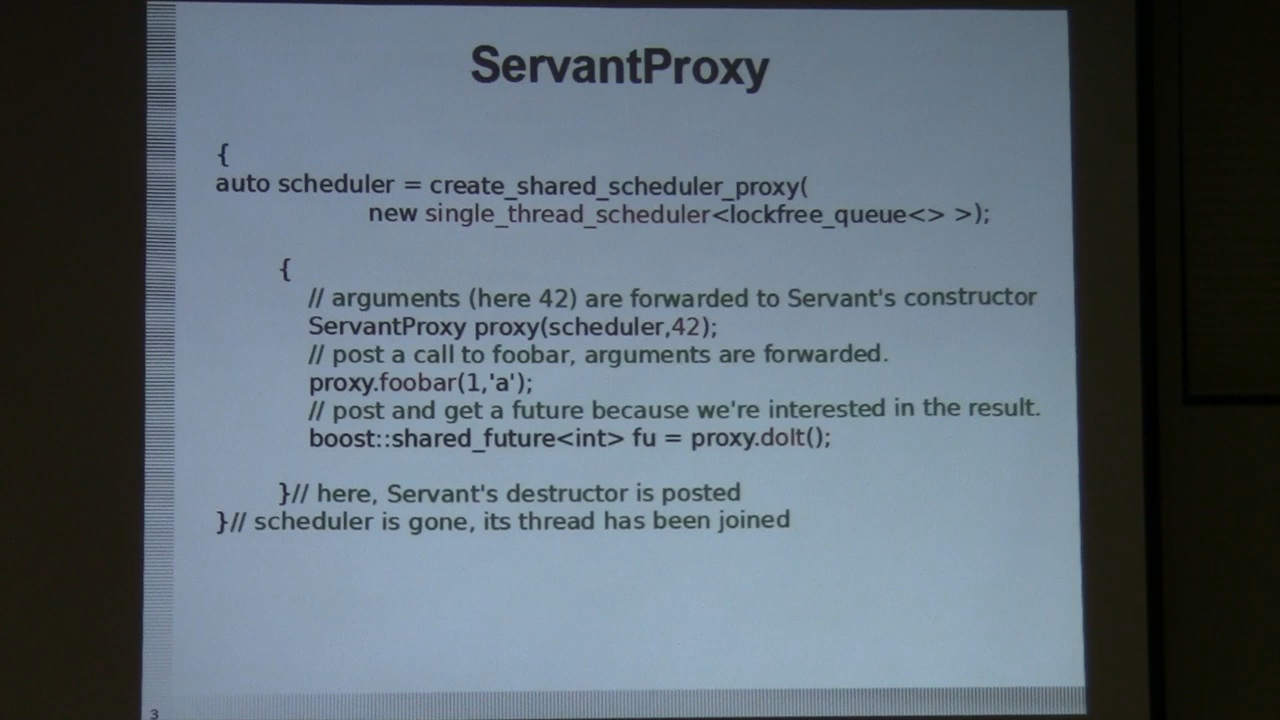 ServantProxy
{
auto scheduler = create_shared_scheduler_proxy(
new single_thread_scheduler<lockfree_queue<> >);
{
// arguments (here 42) are forwarded to Servant's constructor
ServantProxy proxy(scheduler,42);
// post a call to foobar, arguments are forwarded.
proxy.foobar(1,'a');
// post and get a future because we're interested in the result.
boost::shared_future<int> fu = proxy.doIt();
}// here, Servant's destructor is posted
}// scheduler is gone, its thread has been joined
3